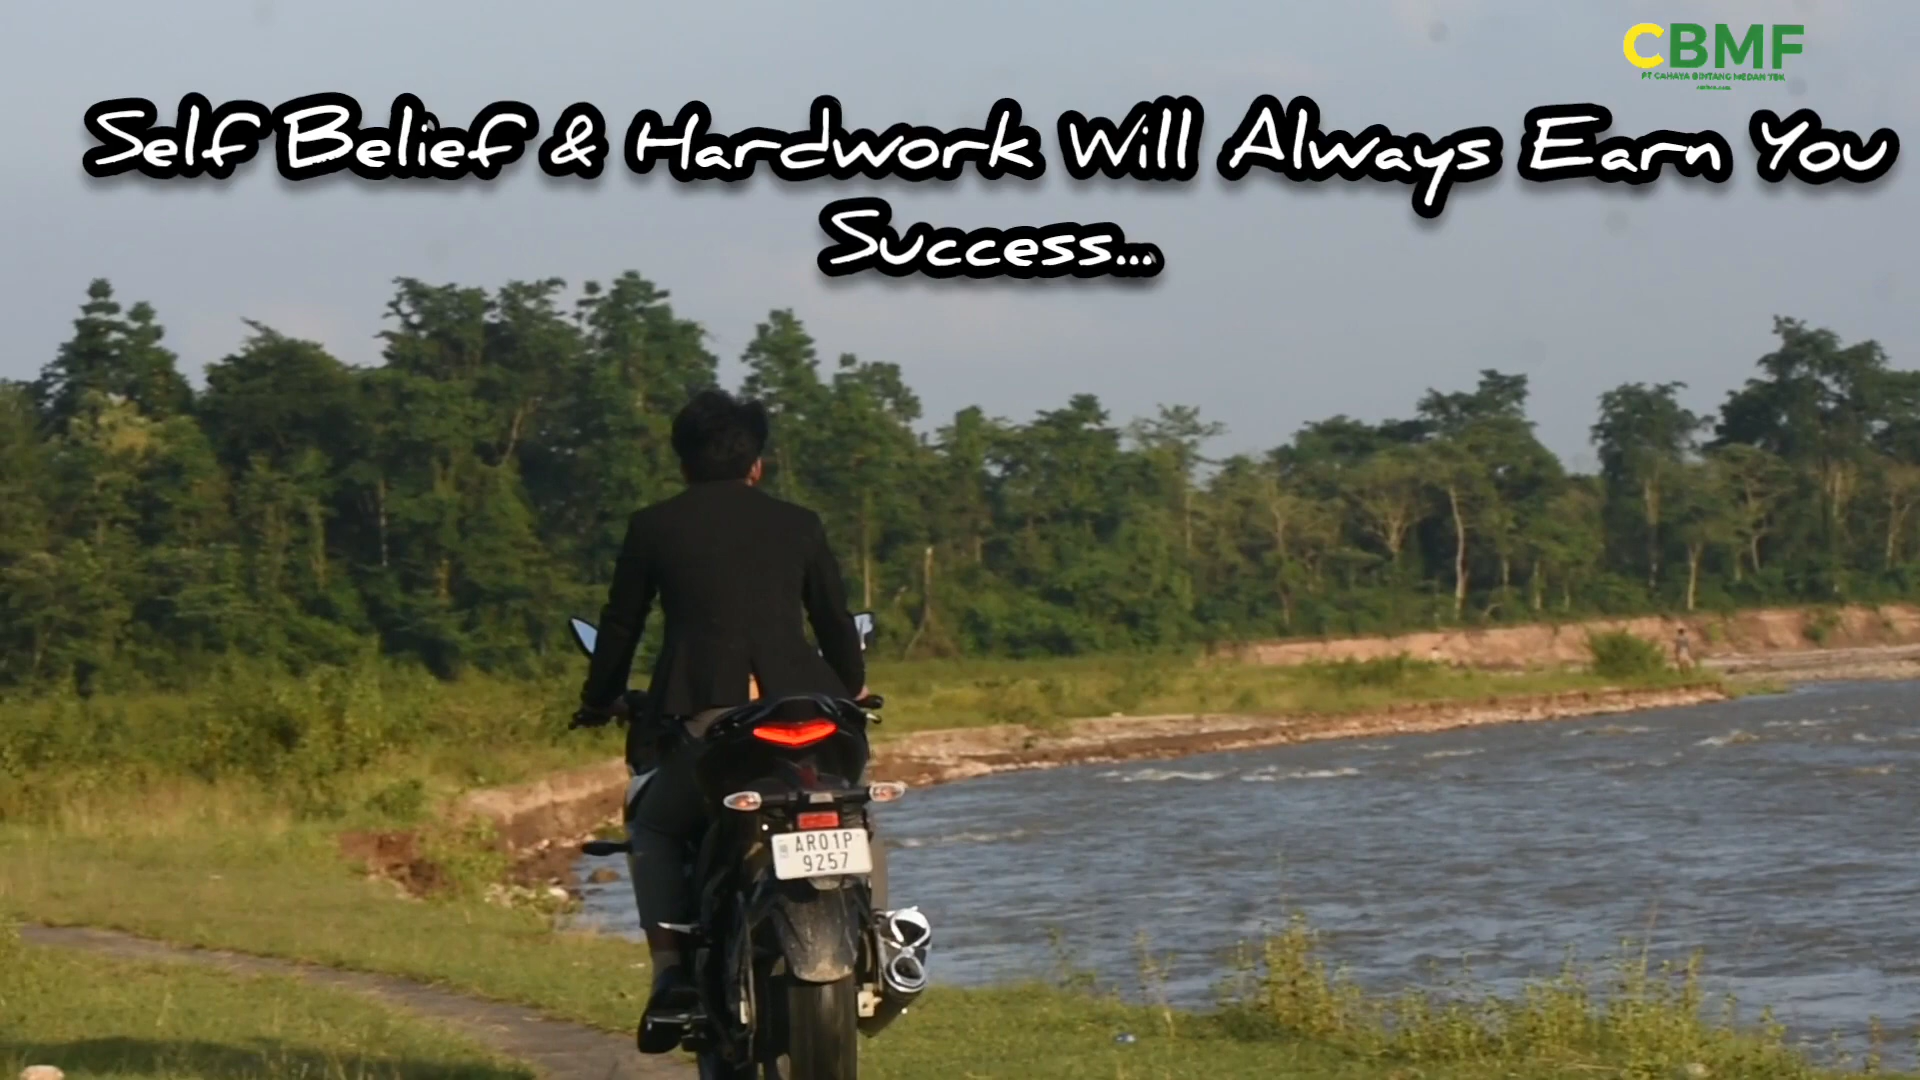 CBMF
PT CAHAYA BINTANG MEDAN TBK
Self Belief & Hardwork Will Always Earn You
Success...
AR01P
9257